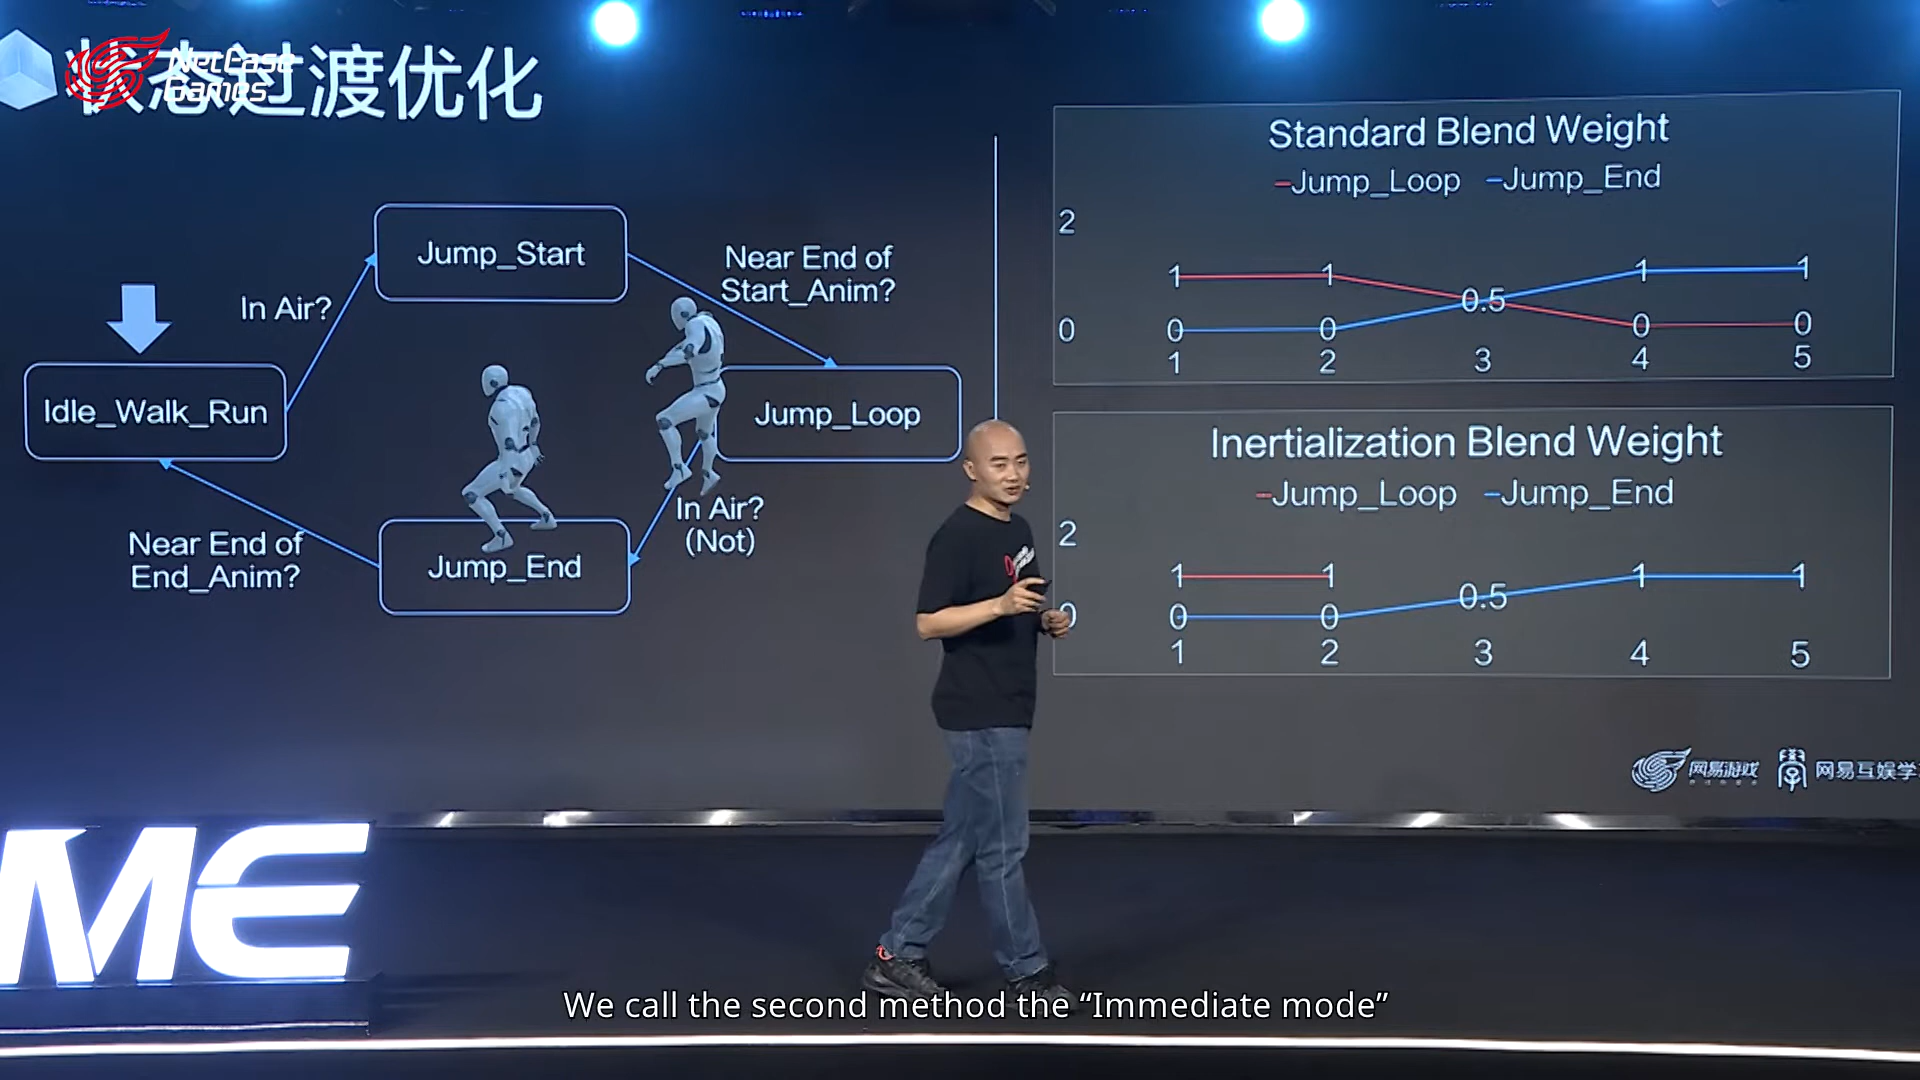 状态过渡优化
NetEase
Games
Jump_Start
In Air?
Near End of
Start_Anim?
Idle_Walk_Run
Jump_Loop
In Air?
(Not)
Near End of
End_Anim?
Jump_End
Standard Blend Weight
Jump_Loop Jump_End
2
1 1 0.5 1 1
0 0 0 0 0
1 2 3 4 5
Inertialization Blend Weight
Jump_Loop Jump_End
2
1 1 0.5 1 1
0 0 0
1 2 3 4 5
网易游戏 网易互娱学
ME
We call the second method the “Immediate mode”